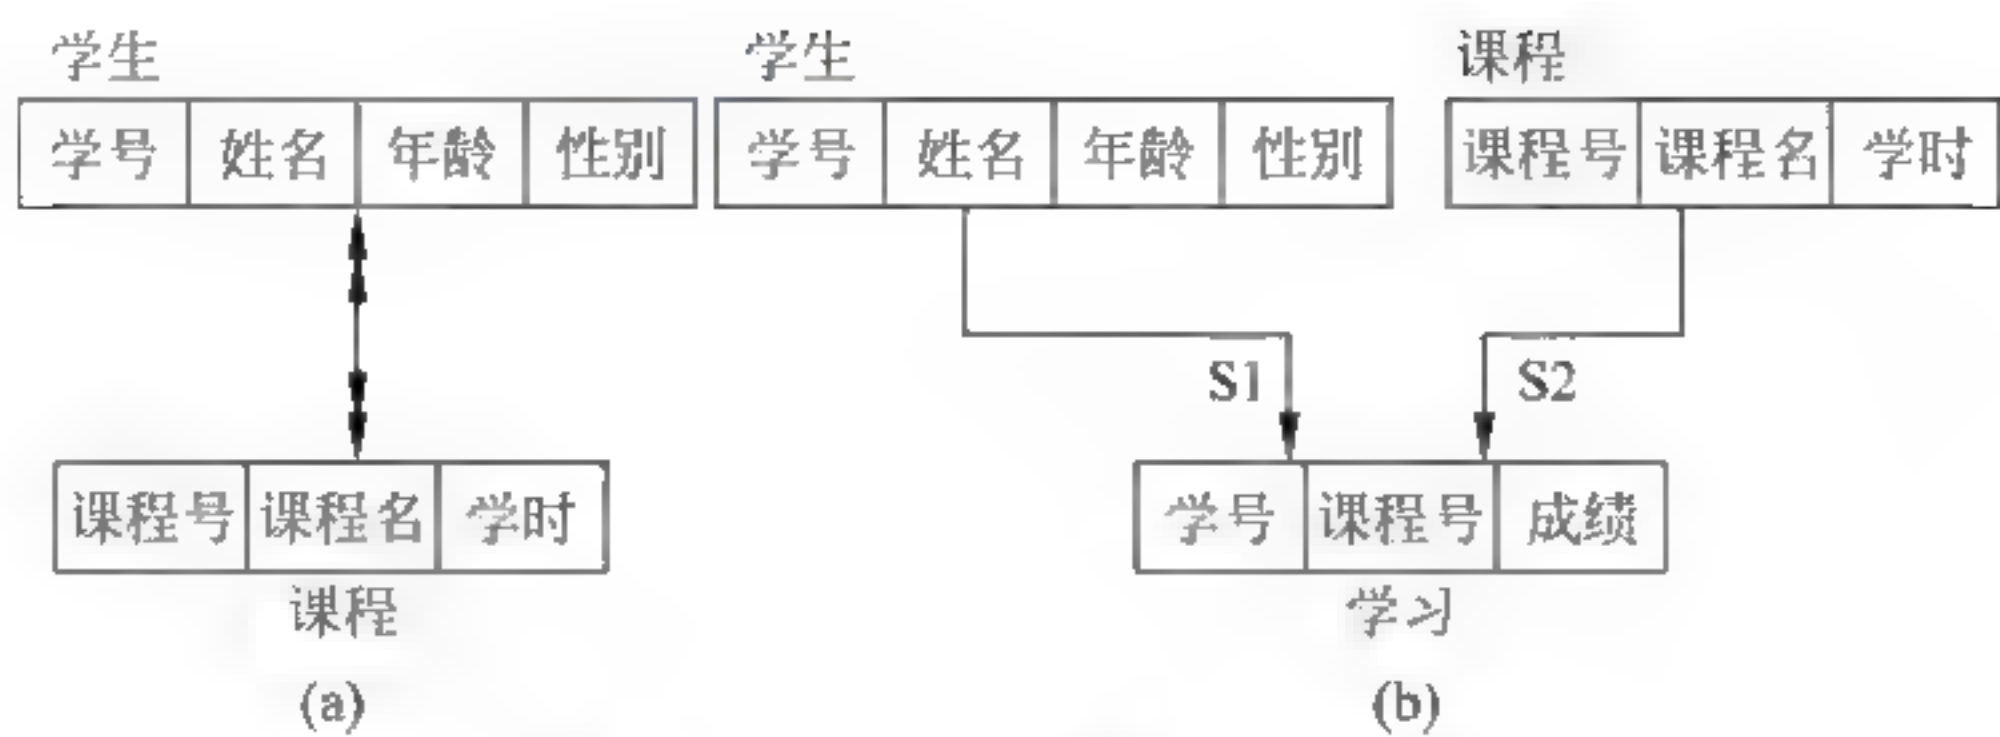 学生 学生 课程
学号 姓名 年龄 性别 学号 姓名 年龄 性别 课程号 课程名 学时
S1 S2
课程号 课程名 学时 学号 课程号 成绩
课程 学习
(a) (b)